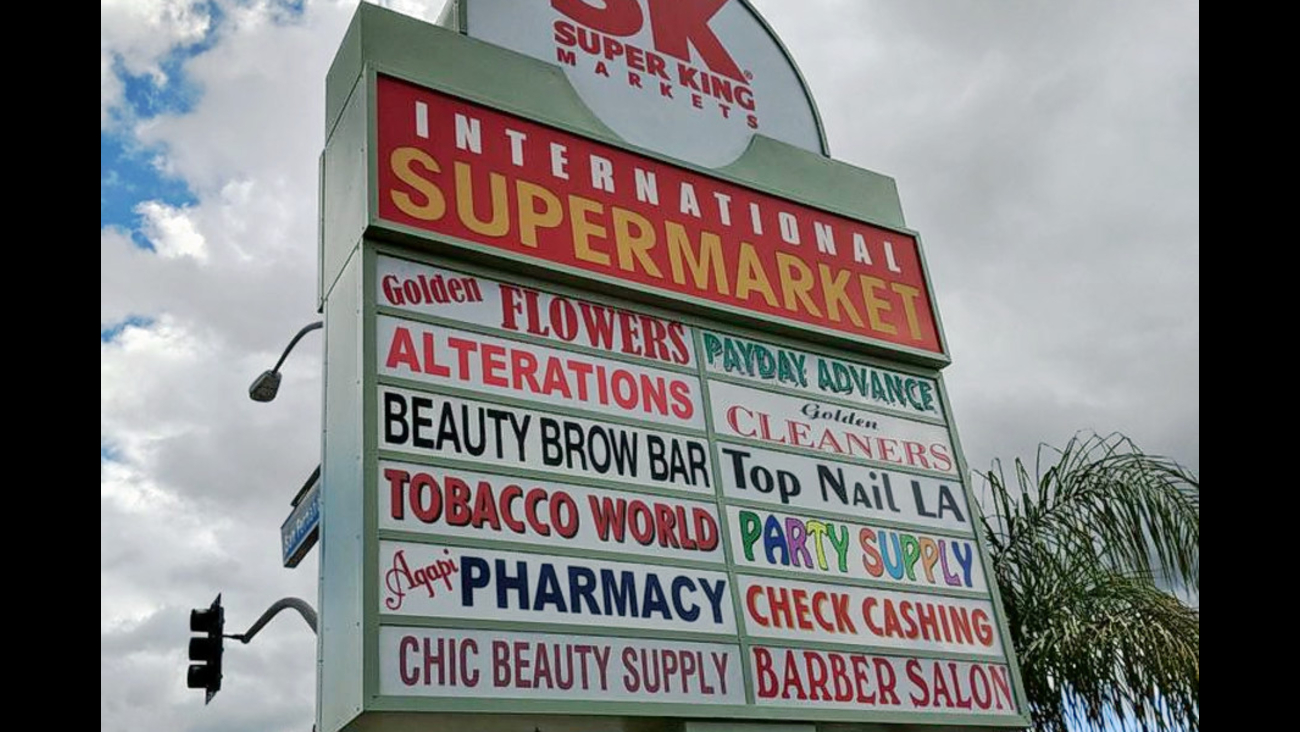 SK
SUPER KING®
MARKETS
INTERNATIONAL
SUPERMARKET
Golden FLOWERS
ALTERATIONS
BEAUTY BROW BAR
TOBACCO WORLD
Agapi PHARMACY
CHIC BEAUTY SUPPLY
PAYDAY ADVANCE
Golden
CLEANERS
Top Nail LA
PARTY SUPPLY
CHECK CASHING
BARBER SALON